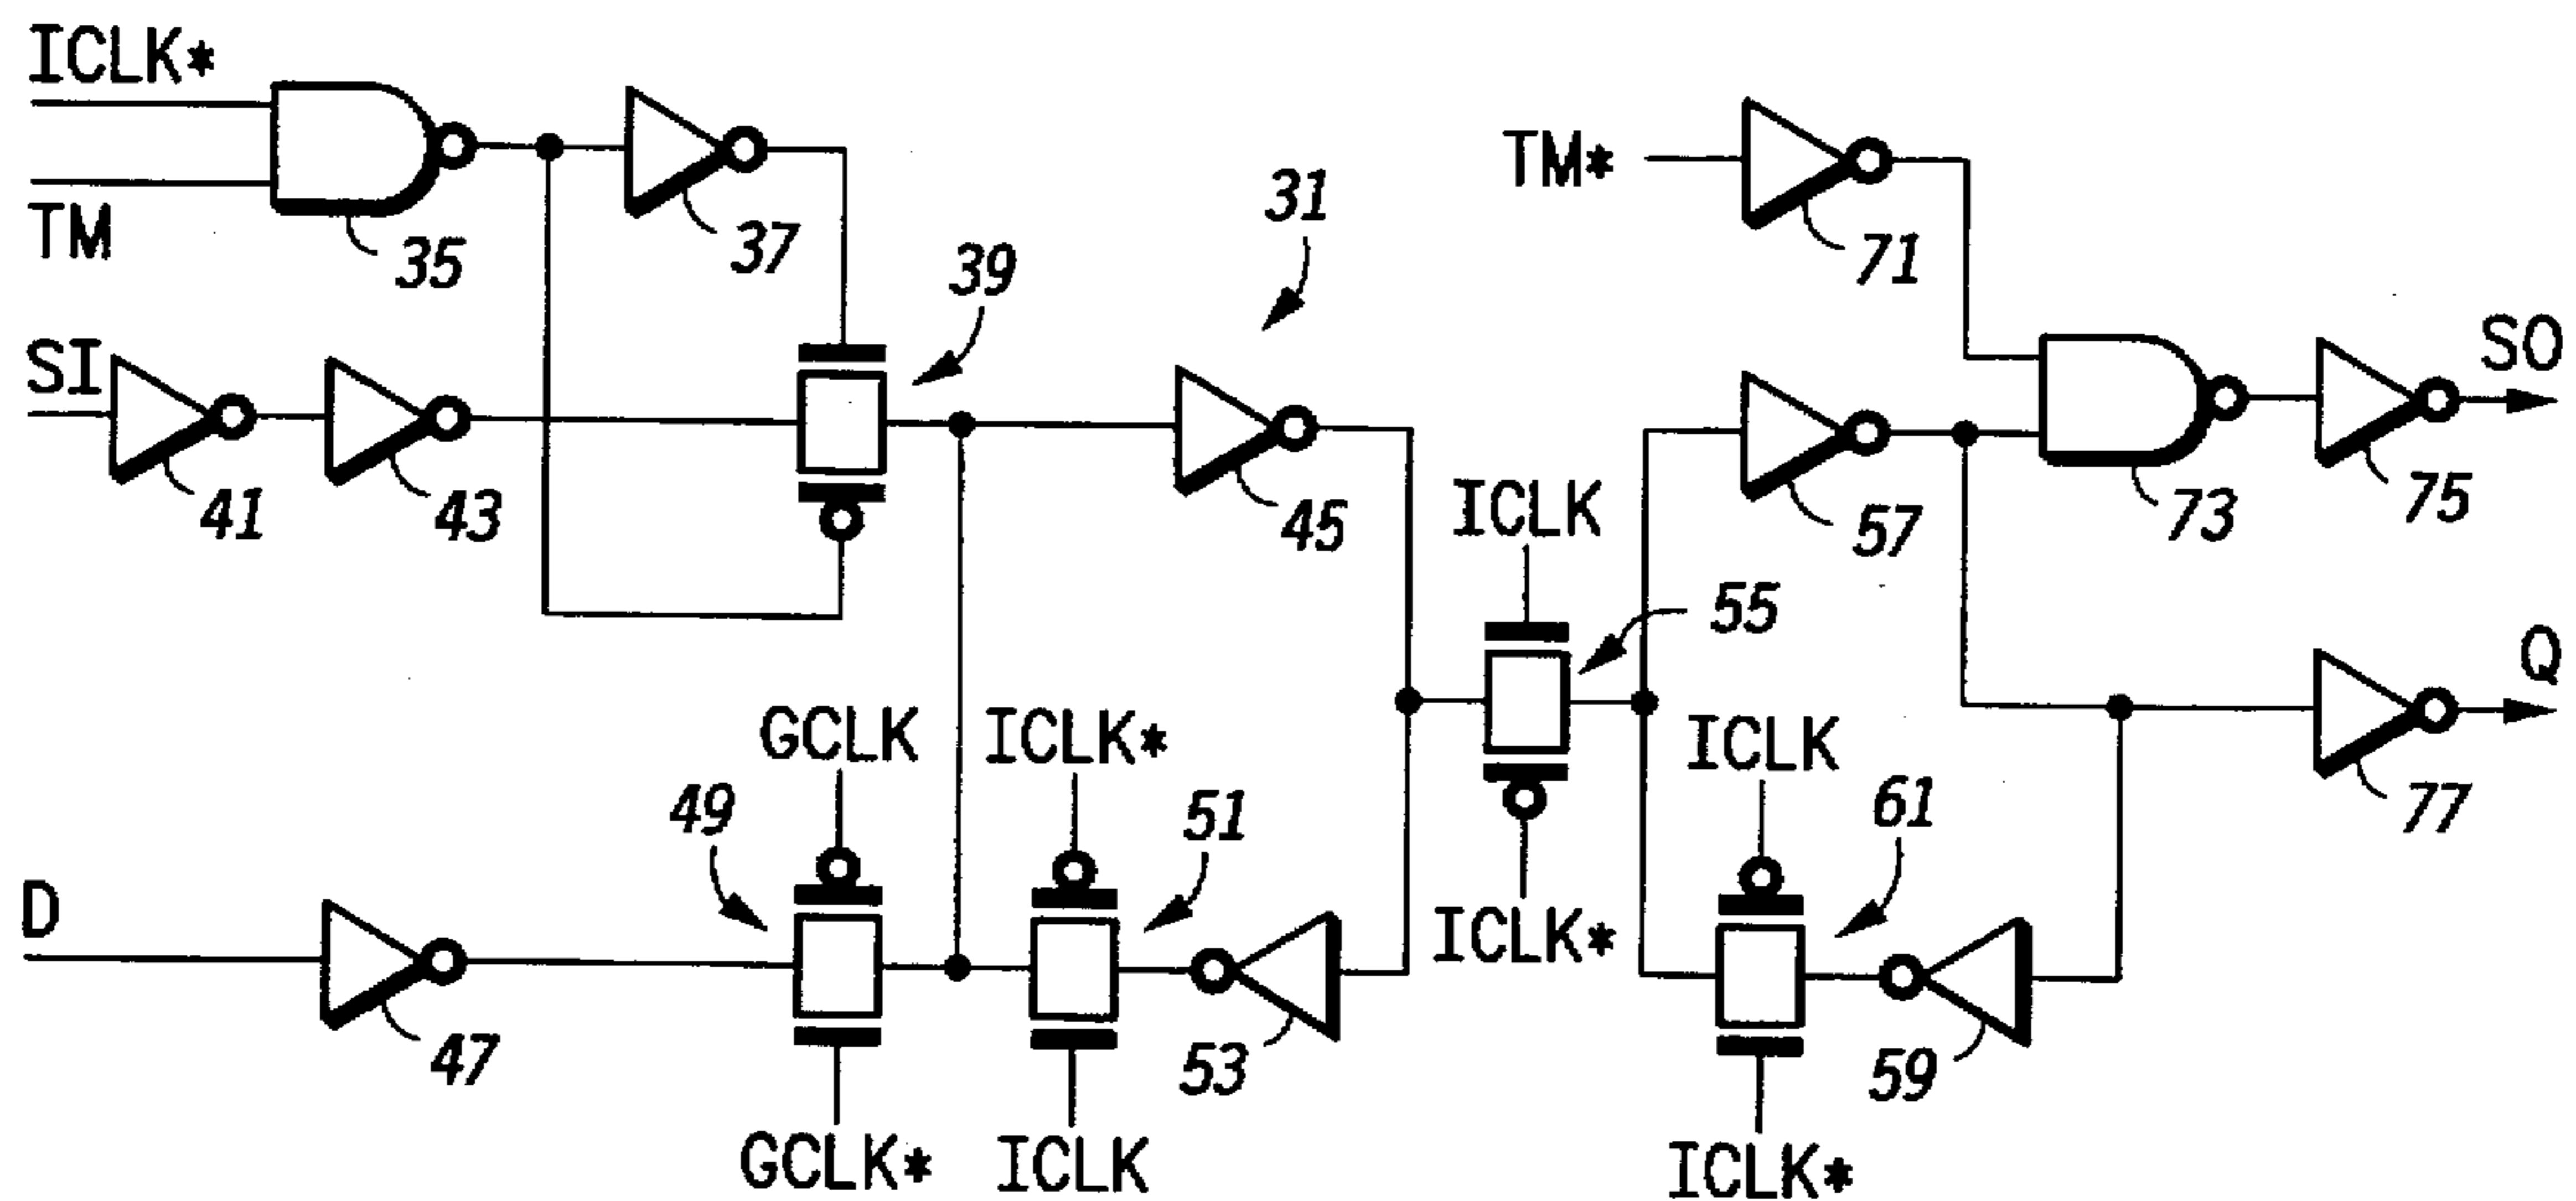 ICLK*
TM
35
37
39
31
TM*
71
SI
41
43
45
ICLK
55
57
73
75
SO
Q
GCLK
ICLK*
49
51
ICLK*
ICLK
61
77
D
47
53
59
GCLK*
ICLK
ICLK*